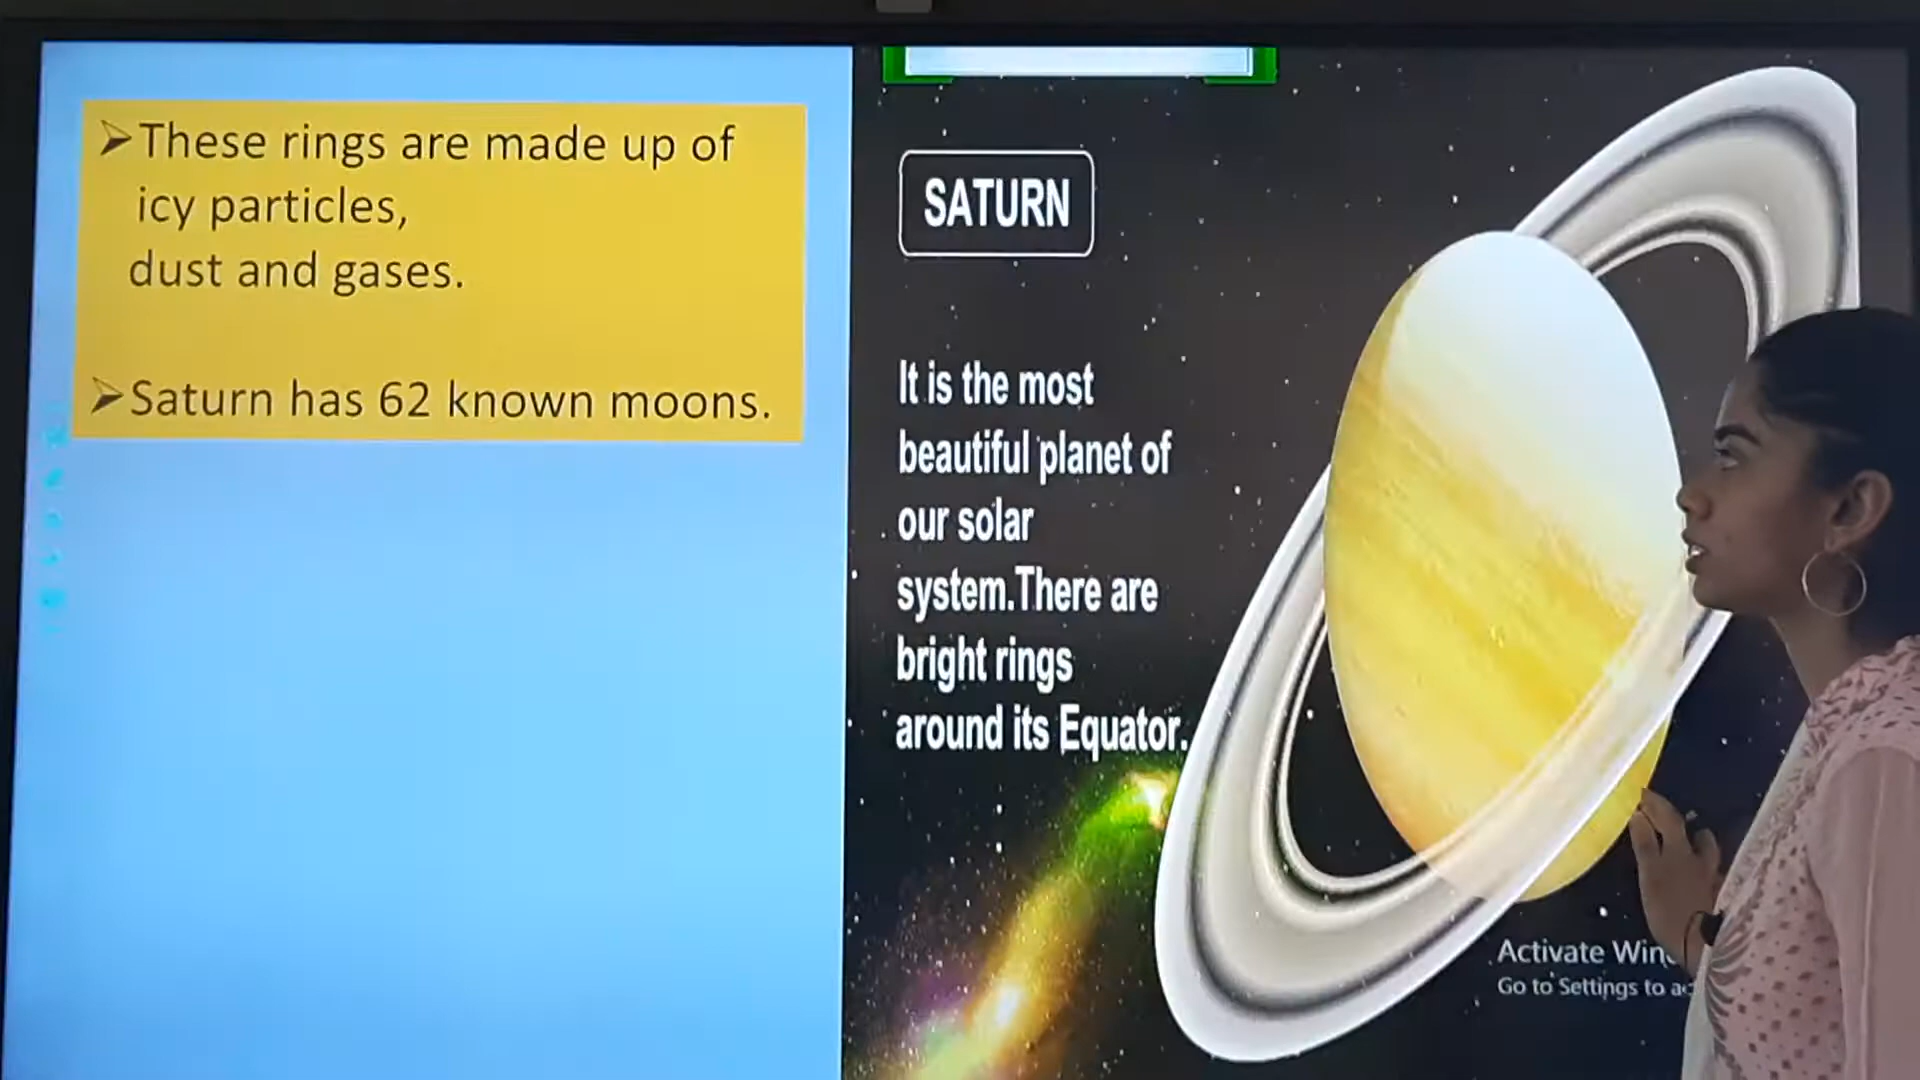 ➢These rings are made up of
icy particles,
dust and gases.
➢Saturn has 62 known moons.
SATURN
It is the most
beautiful planet of
our solar
system.There are
bright rings
around its Equator.
Activate
Go to Settings to